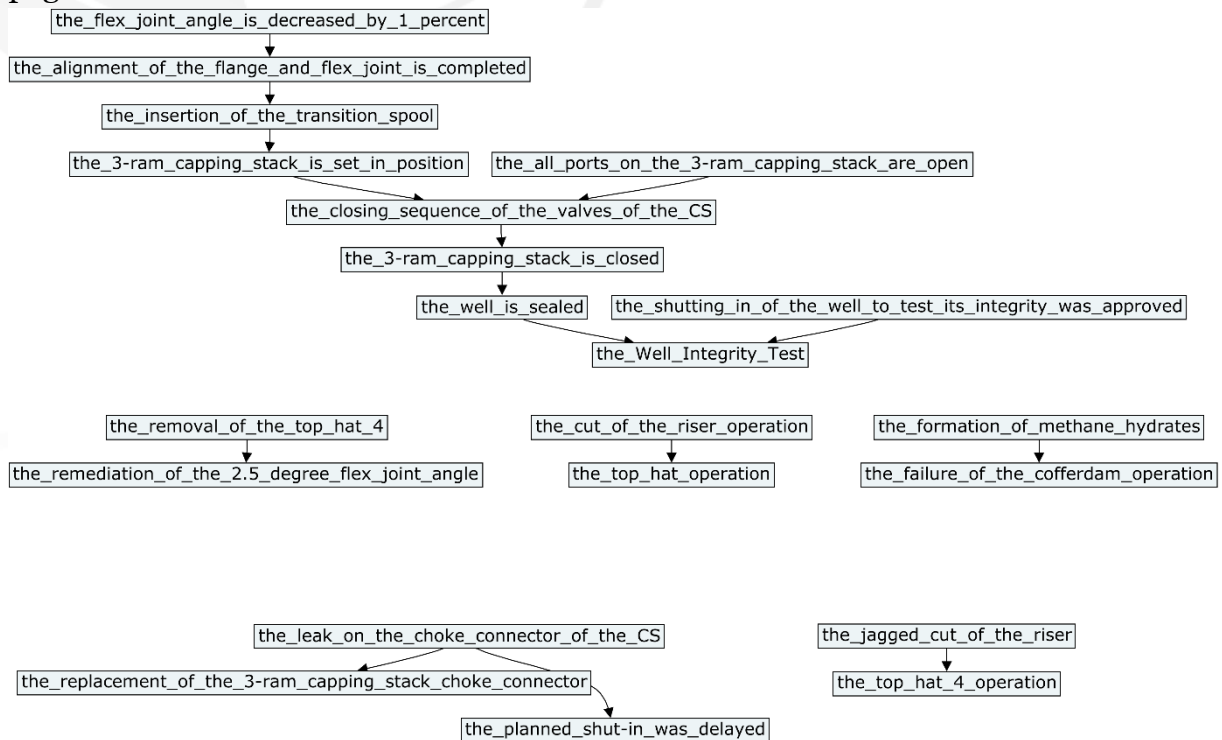 the_flex_joint_angle_is_decreased_by_1_percent
the_alignment_of_the_flange_and_flex_joint_is_completed
the_insertion_of_the_transition_spool
the_3-ram_capping_stack_is_set_in_position
the_all_ports_on_the_3-ram_capping_stack_are_open
the_closing_sequence_of_the_valves_of_the_CS
the_3-ram_capping_stack_is_closed
the_well_is_sealed
the_shutting_in_of_the_well_to_test_its_integrity_was_approved
the_Well_Integrity_Test
the_removal_of_the_top_hat_4
the_cut_of_the_riser_operation
the_formation_of_methane_hydrates
the_remediation_of_the_2.5_degree_flex_joint_angle
the_top_hat_operation
the_failure_of_the_cofferdam_operation
the_leak_on_the_choke_connector_of_the_CS
the_jagged_cut_of_the_riser
the_replacement_of_the_3-ram_capping_stack_choke_connector
the_top_hat_4_operation
the_planned_shut-in_was_delayed